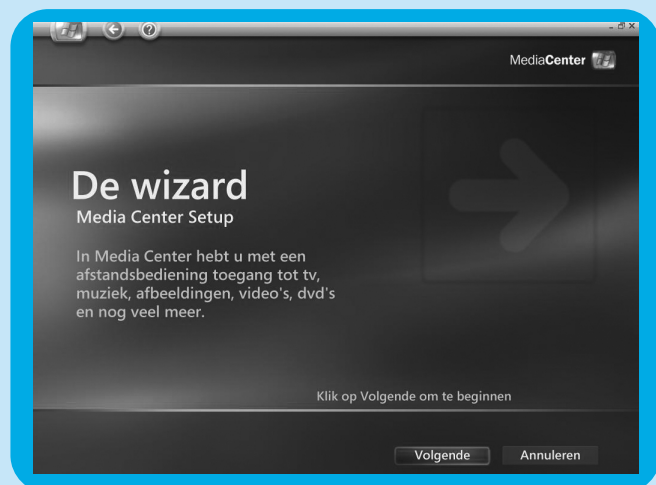 MediaCenter
De wizard
Media Center Setup
In Media Center hebt u met een
afstandsbediening toegang tot tv,
muziek, afbeeldingen, video's, dvd's
en nog veel meer.
Klik op Volgende om te beginnen
Volgende
Annuleren